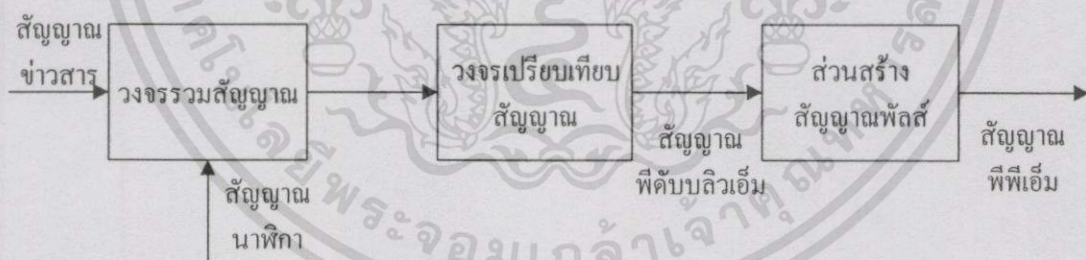 สัญญาณ
ข่าวสาร
วงจรรวมสัญญาณ
สัญญาณ
นาฬิกา
วงจรเปรียบเทียบ
สัญญาณ
สัญญาณ
พีดับบลิวเอ็ม
ส่วนสร้าง
สัญญาณพัลส์
สัญญาณ
พีพีเอ็ม